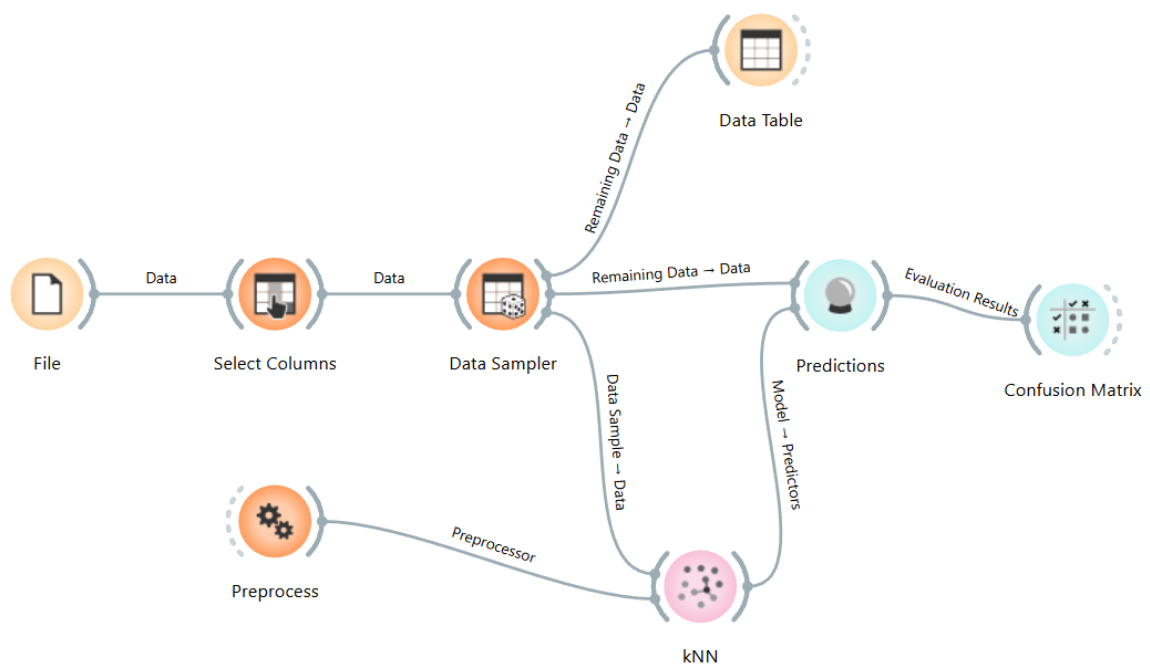 Data Table
Remaining Data → Data
Data
Data
Remaining Data → Data
Evaluation Results
File
Select Columns
Data Sampler
Predictions
Confusion Matrix
Data Sample → Data
Model → Predictors
Preprocessor
Preprocess
kNN